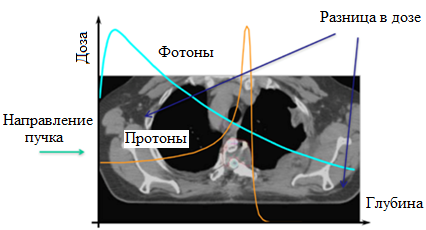 Разница в дозе
Доза
Фотоны
Направление
пучка
Протоны
Глубина